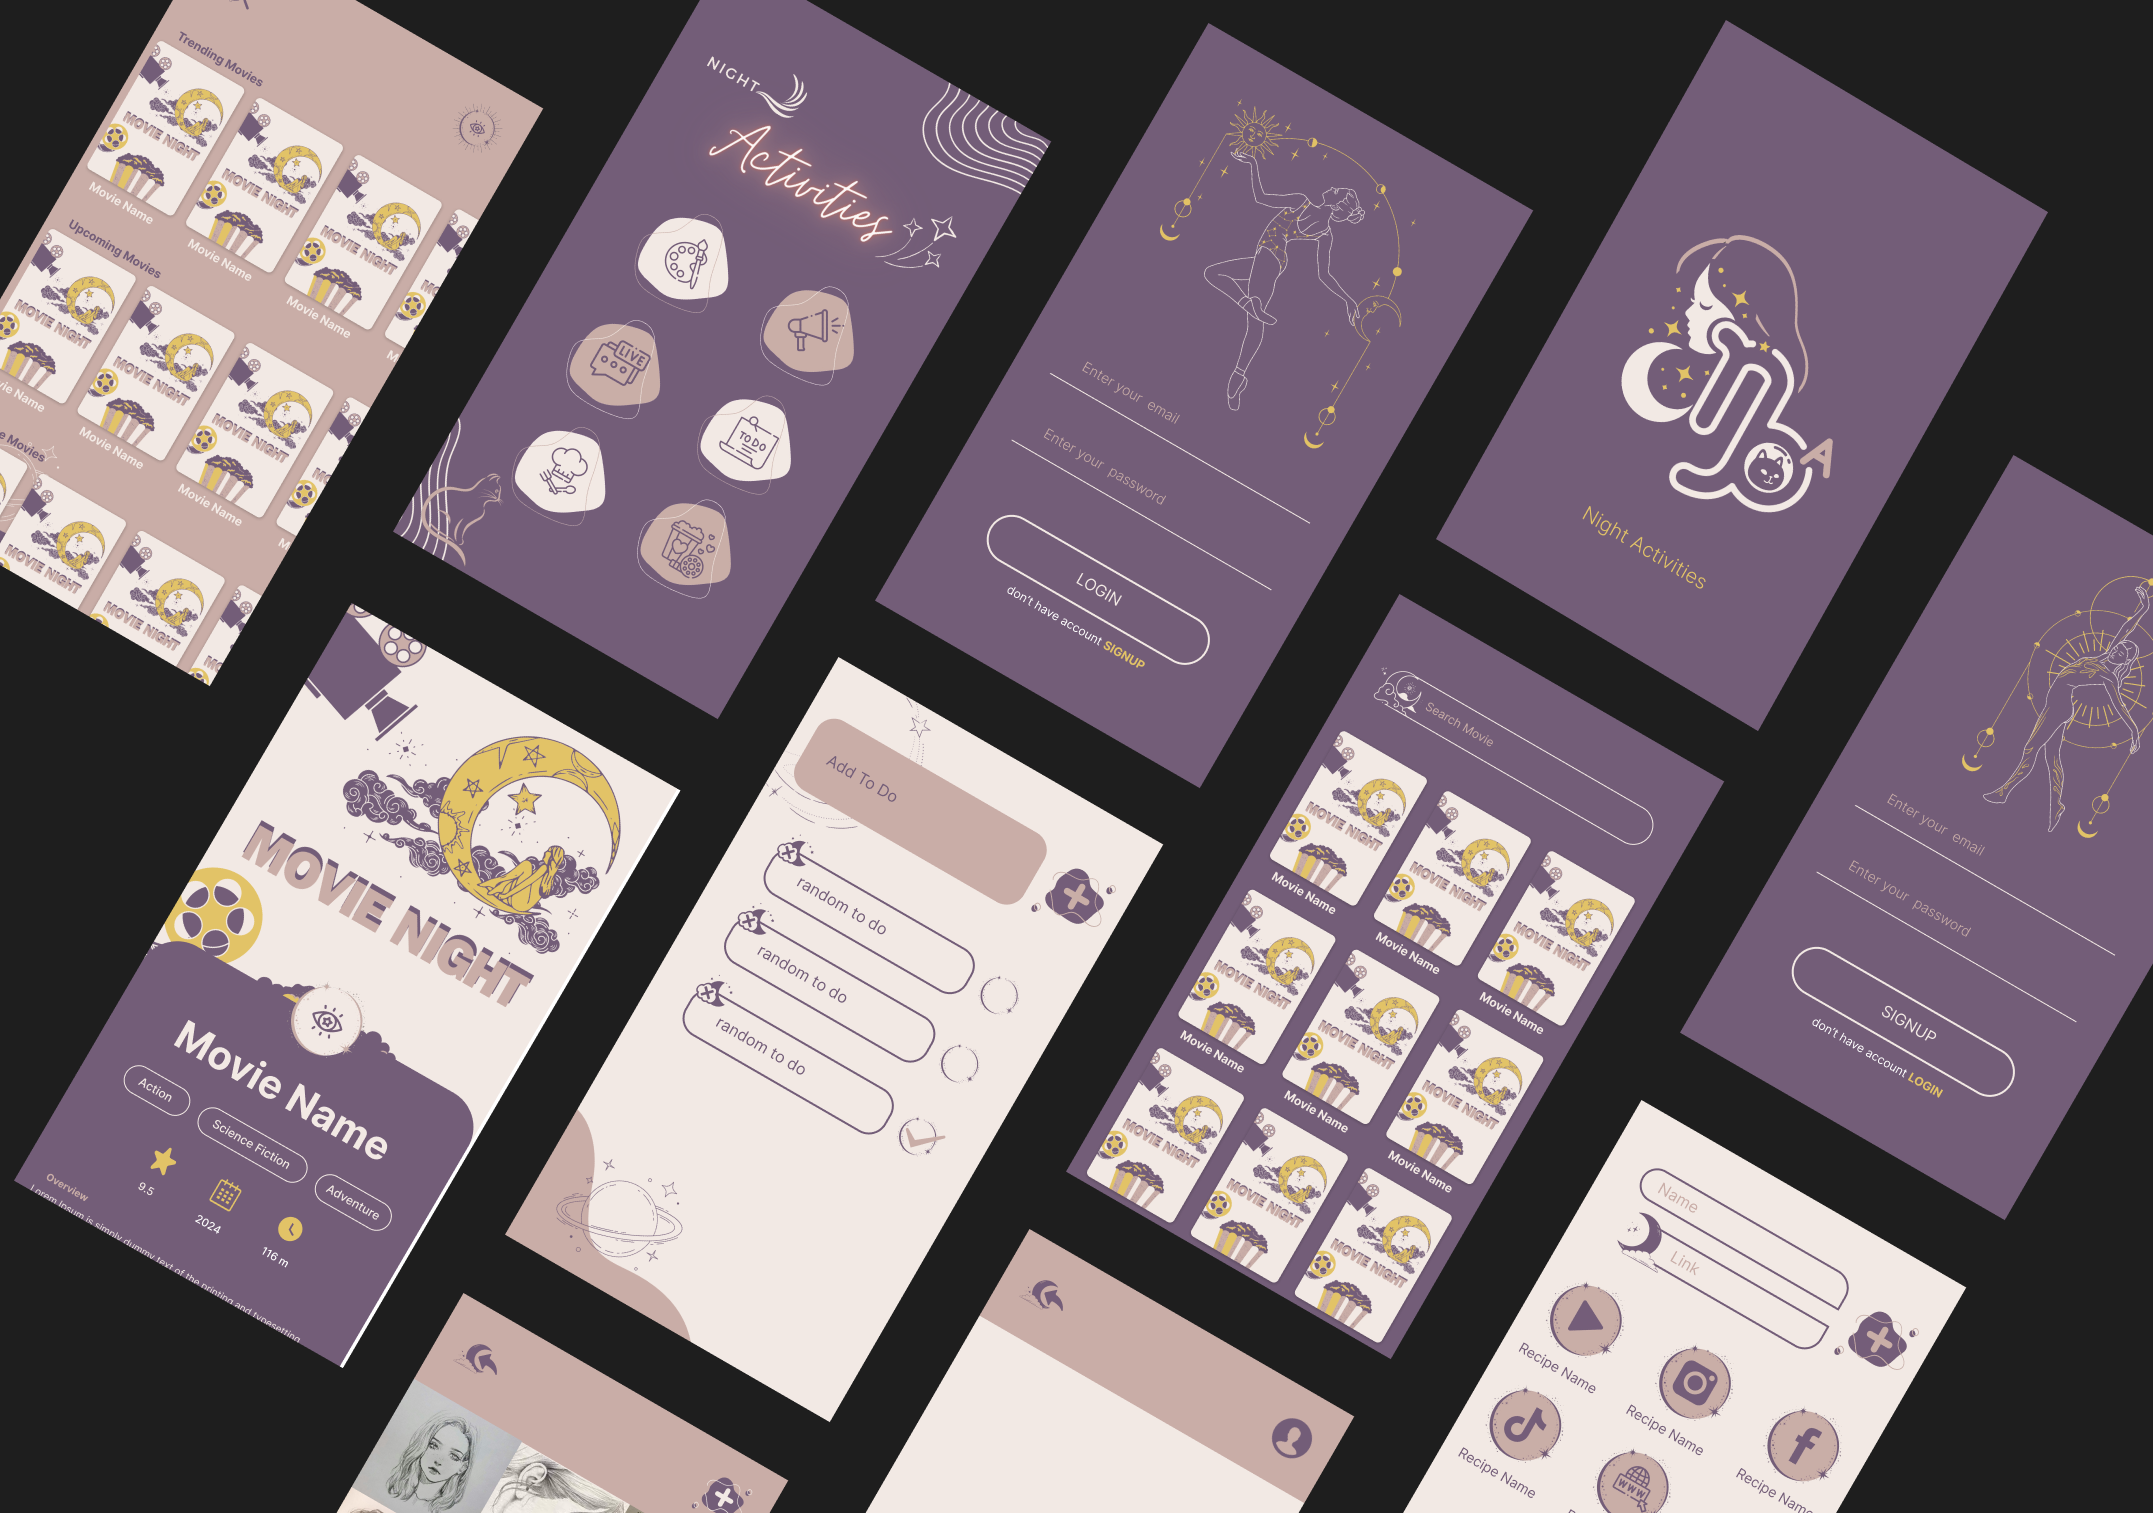 Trending Movies
MOVIE NIGHT
Movie Name
MOVIE NIGHT
Movie Name
MOVIE NIGHT
Movie Name
Upcoming Movies
MOVIE NIGHT
MOVIE NIGHT
Movie Name
MOVIE NIGHT
Movie Name
Movies
MOVIE NIGHT
MOVIE NIGHT
NIGHT
Activities
LIVE
TO DO
Enter your email
Enter your password
LOGIN
don't have account SIGNUP
A
Night Activities
Enter your email
Enter your password
SIGNUP
don't have account LOGIN
MOVIE NIGHT
Movie Name
Action
Science Fiction
Adventure
9.5
2024
116 m
Overview
Lorem Ipsum is simply dummy text of the printing and typesetting
Add To Do
random to do
random to do
random to do
Search Movie
MOVIE NIGHT
Movie Name
MOVIE NIGHT
Movie Name
MOVIE NIGHT
Movie Name
MOVIE NIGHT
Movie Name
MOVIE NIGHT
Movie Name
MOVIE NIGHT
Movie Name
MOVIE NIGHT
MOVIE NIGHT
MOVIE NIGHT
Name
Link
Recipe Name
Recipe Name
Recipe Name
Recipe Name
WWW